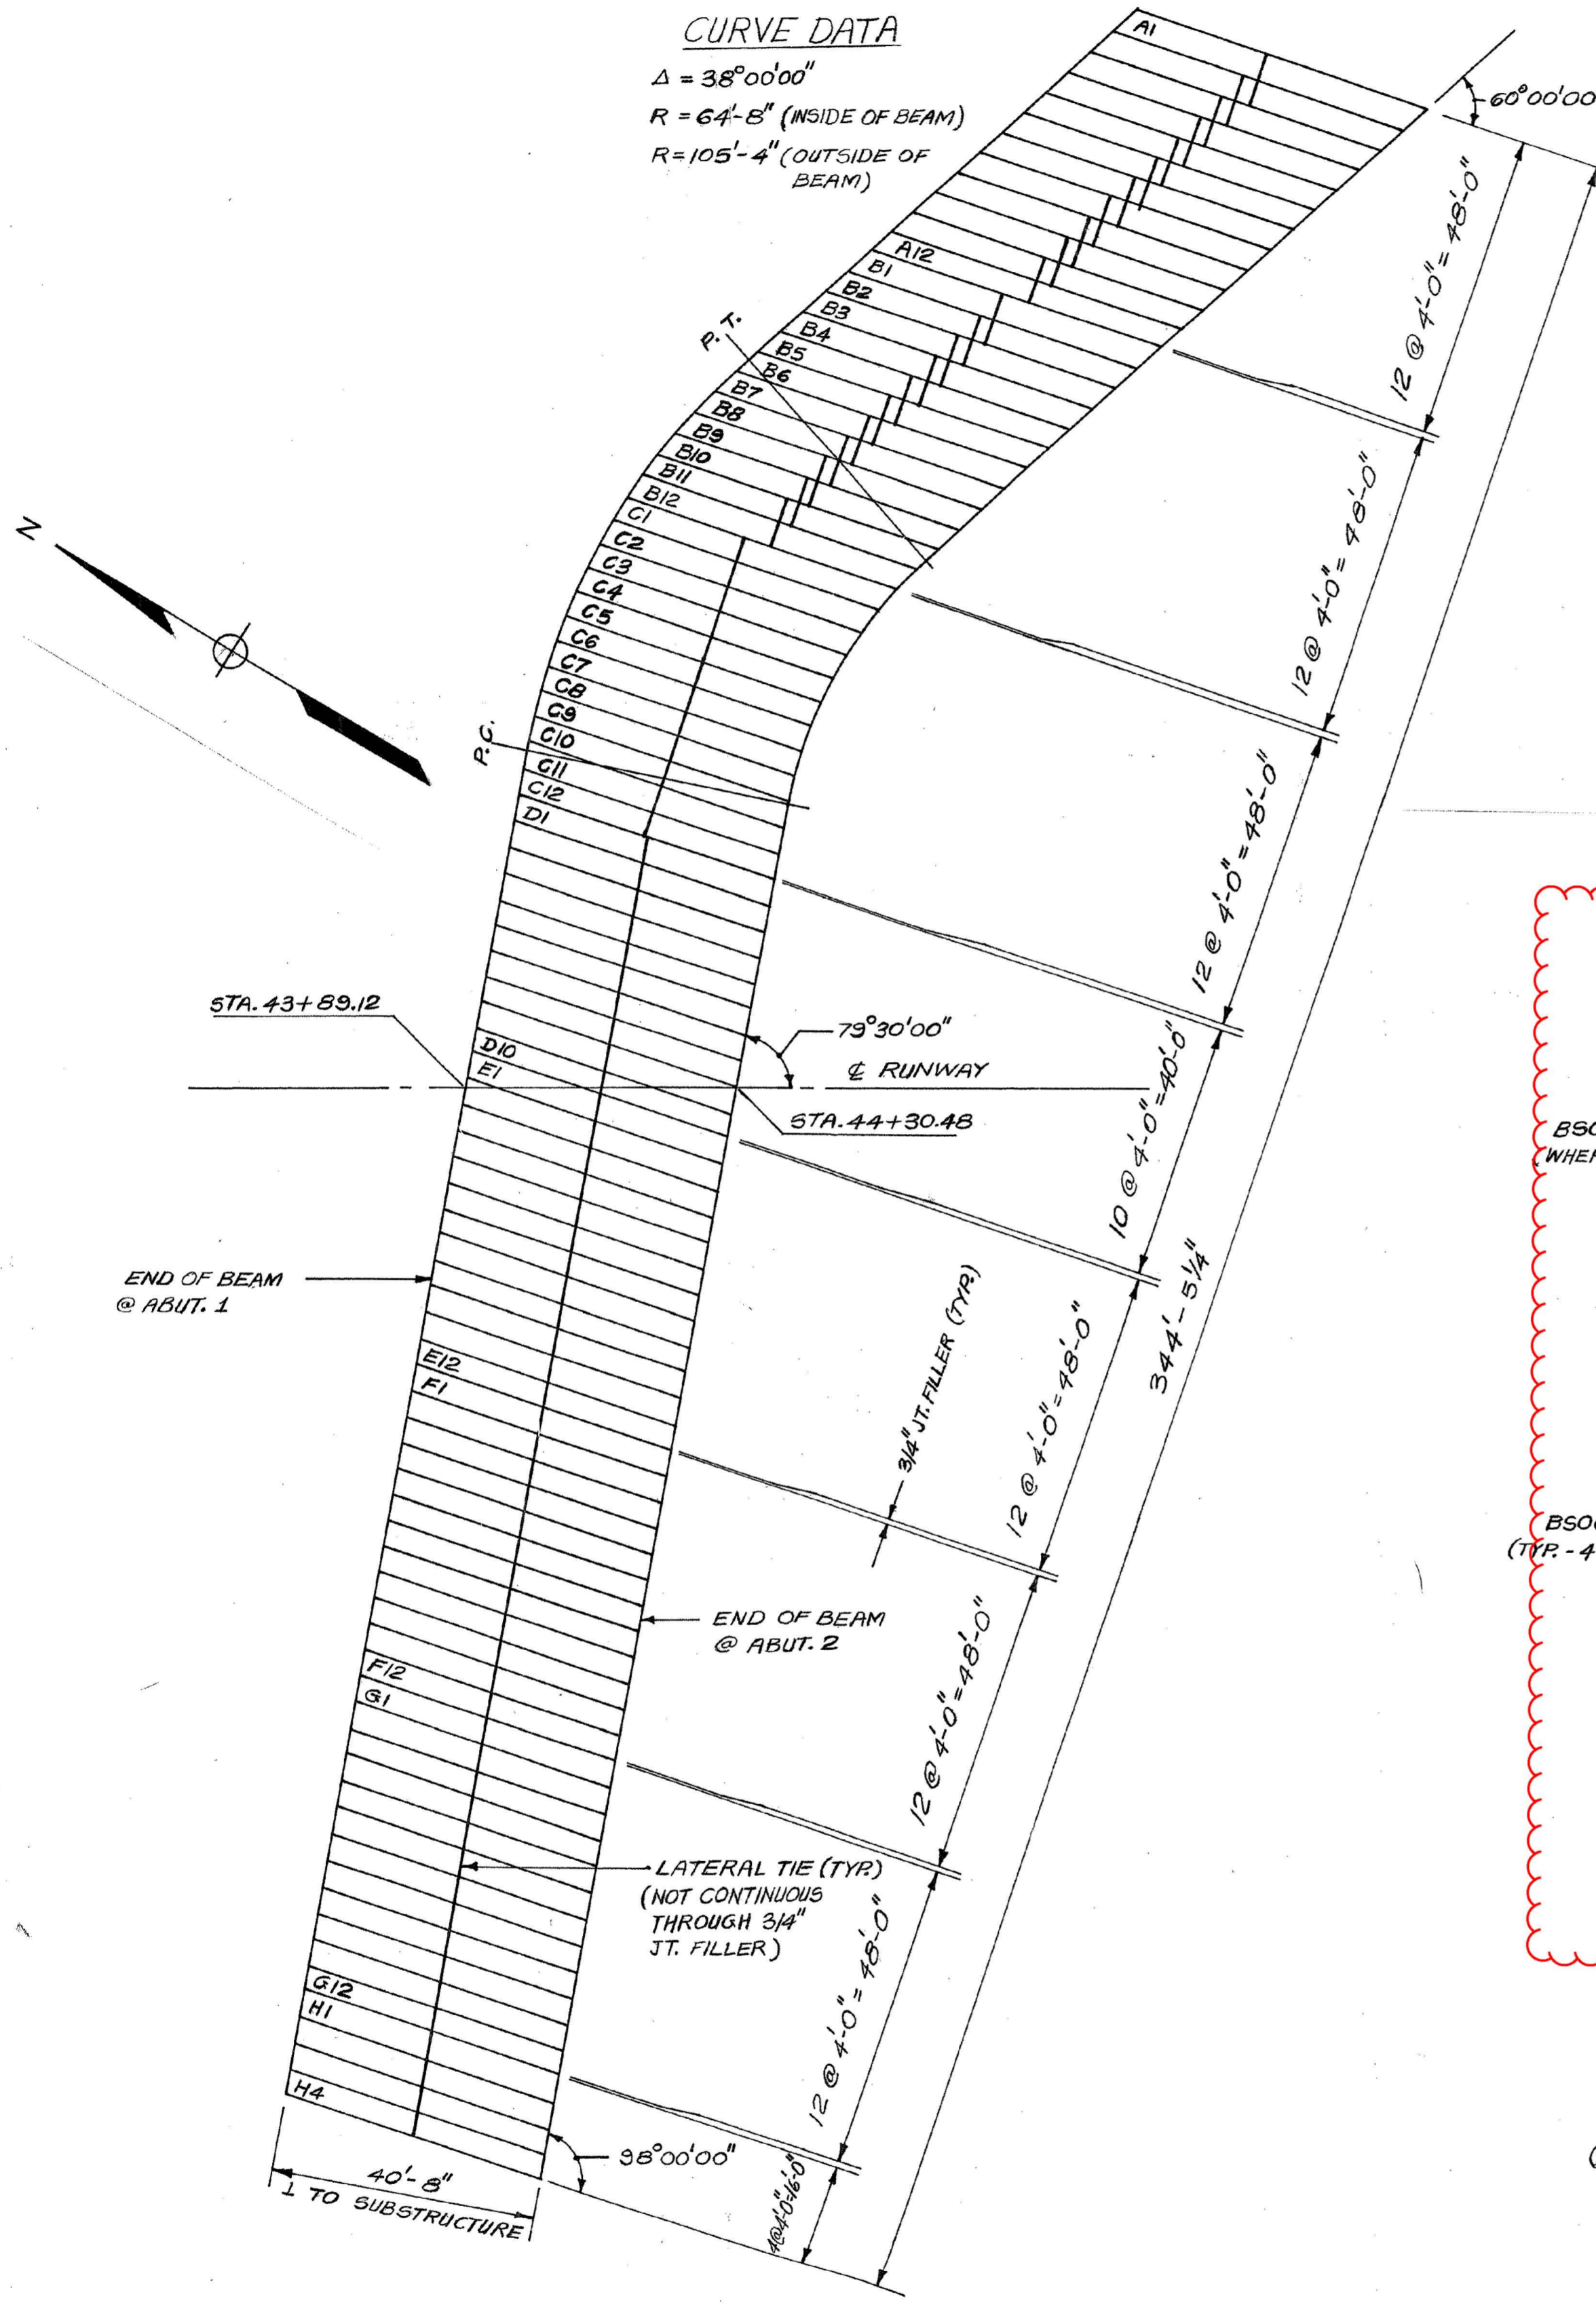 CURVE DATA
Δ = 38°00'00"
R = 64'-8" (INSIDE OF BEAM)
R=105'-4" (OUTSIDE OF
BEAM)
A1
60°00'00
12 @ 4'-0" = 48'-0"
A12
B1
B2
B3
B4
B5
B6
B7
B8
B9
B10
B11
B12
P.T.
12 @ 4'-0" = 48'-0"
N
C1
C2
C3
C4
C5
C6
C7
C8
C9
C10
C11
C12
P.C.
12 @ 4'-0" = 48'-0"
D1
STA. 43+89.12
79°30'00"
D10
E1
℄ RUNWAY
STA. 44+30.48
10 @ 4'-0"=40'-0"
BSO
(WHE
344'-5 1/4"
END OF BEAM
@ ABUT. 1
3/4" JT. FILLER (TYP.)
12 @ 4'-0" = 48'-0"
E12
F1
BSO
(TYP. - 4
END OF BEAM
@ ABUT. 2
12 @ 4'-0" = 48'-0"
F12
G1
LATERAL TIE (TYP.)
(NOT CONTINUOUS
THROUGH 3/4"
JT. FILLER)
12 @ 4'-0" = 48'-0"
G12
H1
H4
98°00'00"
4@4'-0"=16'-0"
40'-8"
⊥ TO SUBSTRUCTURE